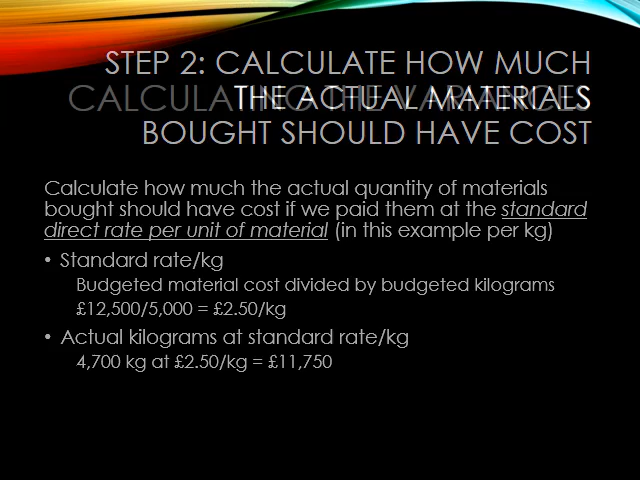 STEP 2: CALCULATE HOW MUCH
THE ACTUAL MATERIALS
BOUGHT SHOULD HAVE COST
CALCULATING THE VARIANCES
Calculate how much the actual quantity of materials
bought should have cost if we paid them at the standard
direct rate per unit of material (in this example per kg)
• Standard rate/kg
Budgeted material cost divided by budgeted kilograms
£12,500/5,000 = £2.50/kg
• Actual kilograms at standard rate/kg
4,700 kg at £2.50/kg = £11,750